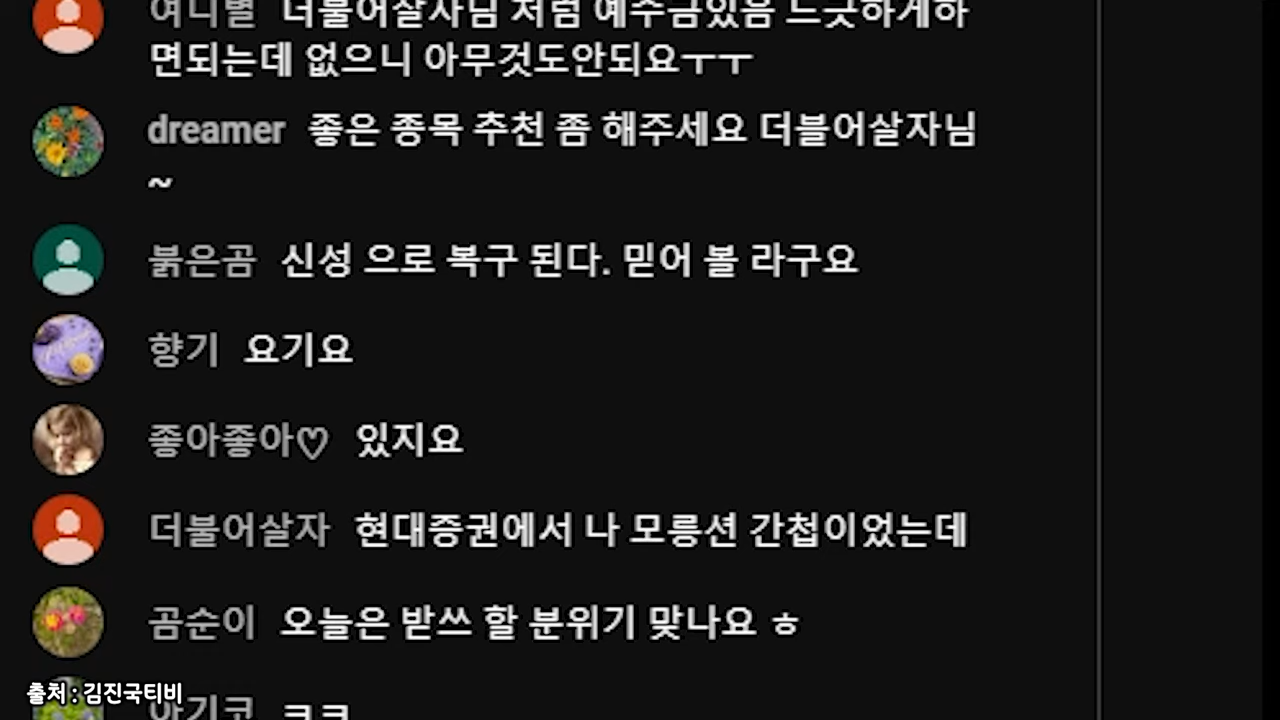 여니별 더불어살자님 처럼 예수금있음 느긋하게하
면되는데 없으니 아무것도안되요ㅜㅜ
dreamer 좋은 종목 추천 좀 해주세요 더블어살자님
~
붉은곰 신성 으로 복구 된다. 믿어 볼 라구요
향기 요기요
좋아좋아♡ 있지요
더불어살자 현대증권에서 나 모릉션 간첩이었는데
곰순이 오늘은 받쓰 할 분위기 맞나요 ㅎ
출처 : 김진국티비
ㅋㅋ